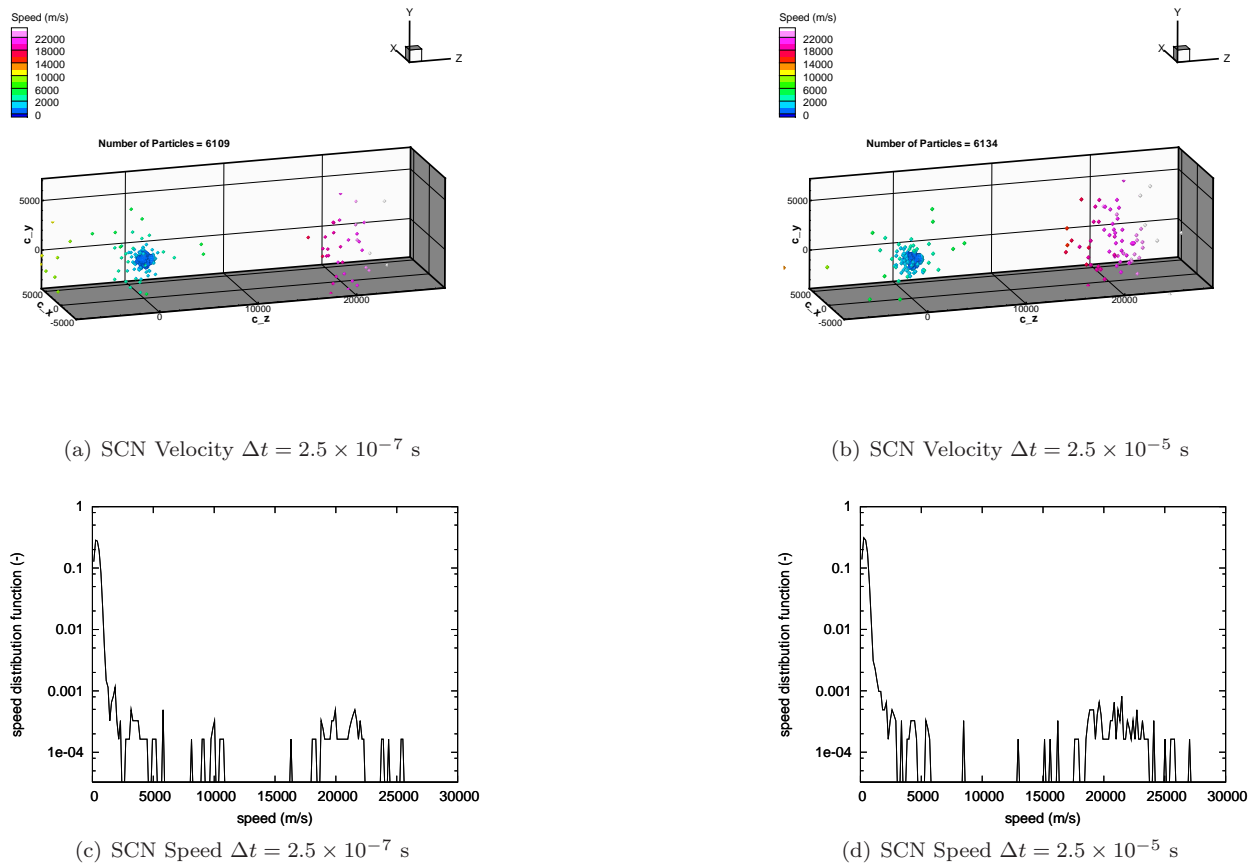 Speed (m/s)
22000
18000
14000
10000
6000
2000
0
Y
X
Z
Number of Particles = 6109
5000
0
c_y
5000
0
-5000
c_x
0
10000
20000
c_z
(a) SCN Velocity Δt = 2.5 × 10⁻⁷ s
Speed (m/s)
22000
18000
14000
10000
6000
2000
0
Y
X
Z
Number of Particles = 6134
5000
0
c_y
5000
0
-5000
c_x
0
10000
20000
c_z
(b) SCN Velocity Δt = 2.5 × 10⁻⁵ s
1
0.1
0.01
0.001
1e-04
speed distribution function (-)
0 5000 10000 15000 20000 25000 30000
speed (m/s)
(c) SCN Speed Δt = 2.5 × 10⁻⁷ s
1
0.1
0.01
0.001
1e-04
speed distribution function (-)
0 5000 10000 15000 20000 25000 30000
speed (m/s)
(d) SCN Speed Δt = 2.5 × 10⁻⁵ s